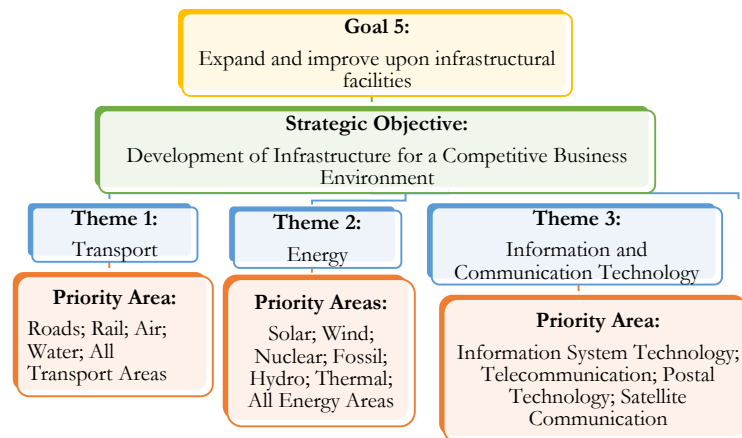 Goal 5:
Expand and improve upon infrastructural
facilities
Strategic Objective:
Development of Infrastructure for a Competitive Business
Environment
Theme 1:
Transport
Priority Area:
Roads; Rail; Air;
Water; All
Transport Areas
Theme 2:
Energy
Priority Areas:
Solar; Wind;
Nuclear; Fossil;
Hydro; Thermal;
All Energy Areas
Theme 3:
Information and
Communication Technology
Priority Area:
Information System Technology;
Telecommunication; Postal
Technology; Satellite
Communication